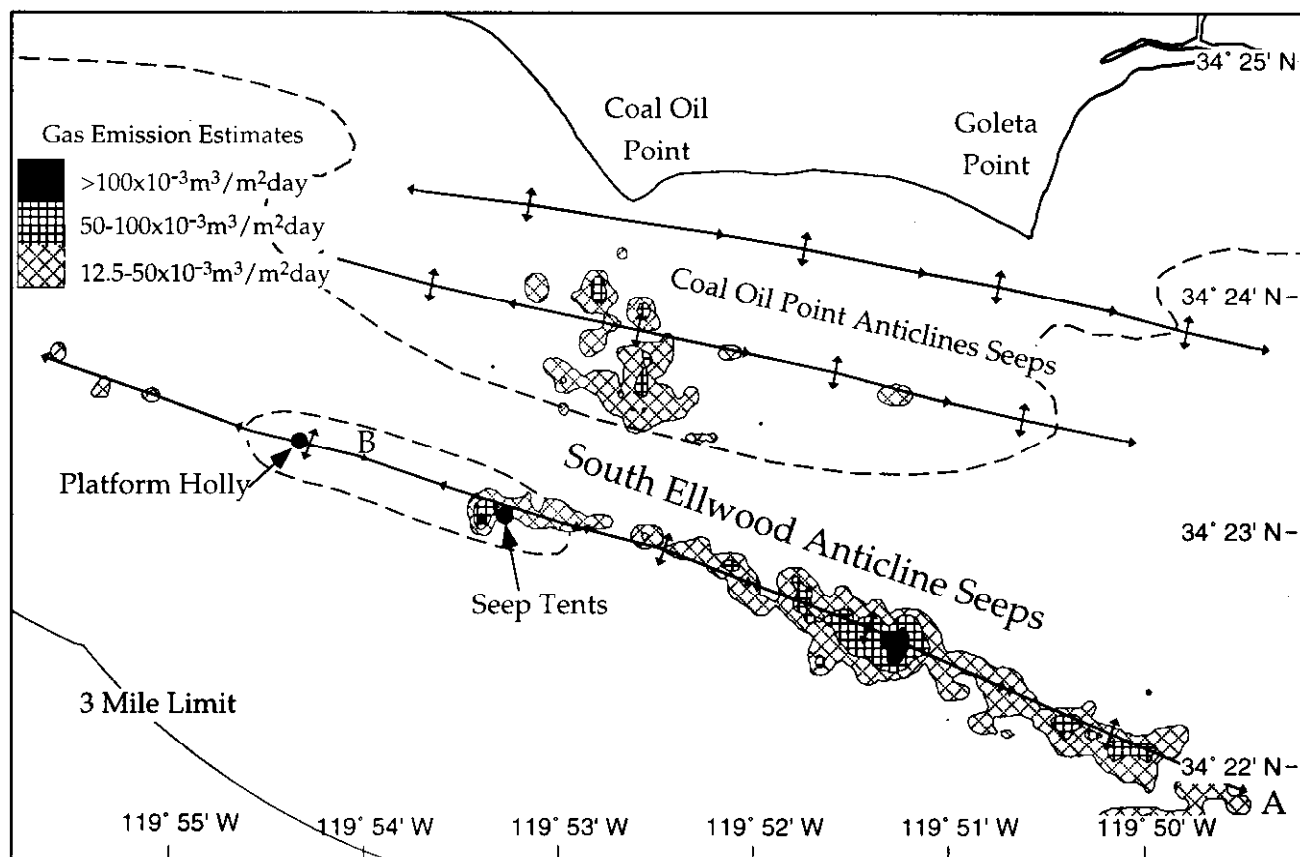 34° 25' N
Coal Oil
Point
Goleta
Point
Gas Emission Estimates
>100x10⁻³m³/m²day
50-100x10⁻³m³/m²day
12.5-50x10⁻³m³/m²day
34° 24' N
Coal Oil Point Anticlines Seeps
B
Platform Holly
South Ellwood Anticline Seeps
34° 23' N
Seep Tents
3 Mile Limit
34° 22' N
A
119° 55' W
119° 54' W
119° 53' W
119° 52' W
119° 51' W
119° 50' W